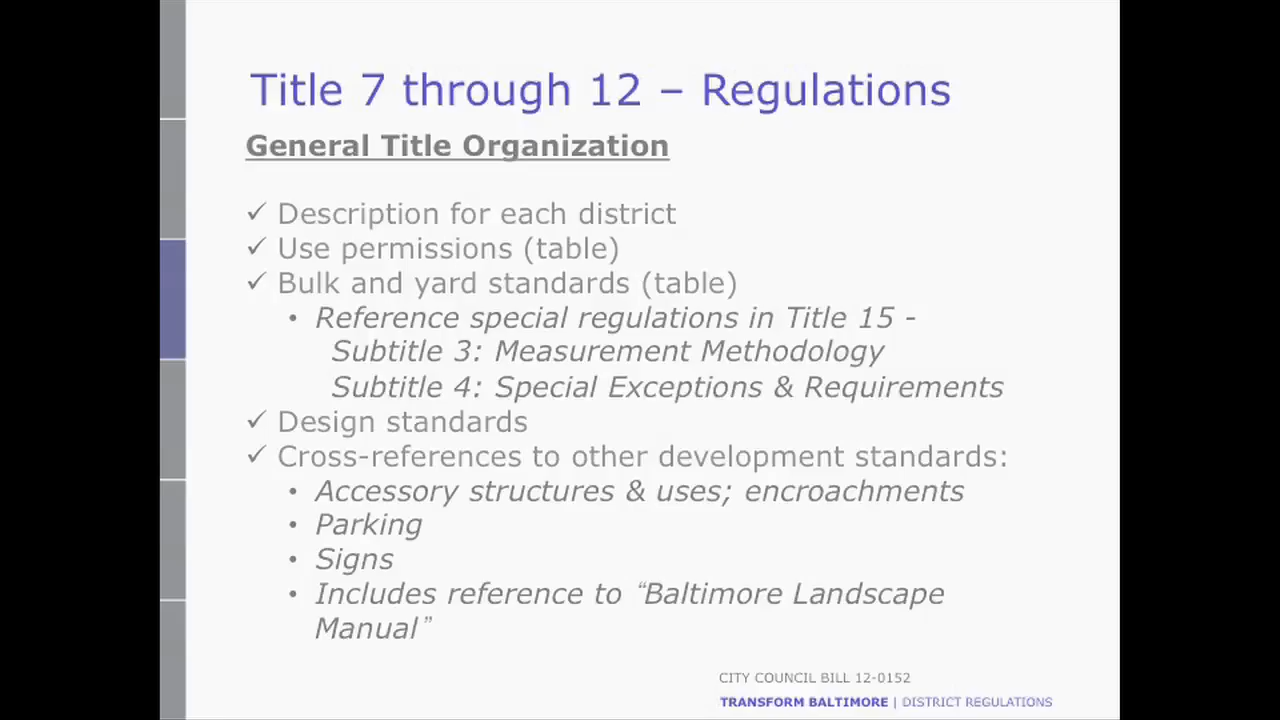 Title 7 through 12 – Regulations
General Title Organization
✓ Description for each district
✓ Use permissions (table)
✓ Bulk and yard standards (table)
• Reference special regulations in Title 15 -
Subtitle 3: Measurement Methodology
Subtitle 4: Special Exceptions & Requirements
✓ Design standards
✓ Cross-references to other development standards:
• Accessory structures & uses; encroachments
• Parking
• Signs
• Includes reference to “Baltimore Landscape
Manual”
CITY COUNCIL BILL 12-0152
TRANSFORM BALTIMORE | DISTRICT REGULATIONS